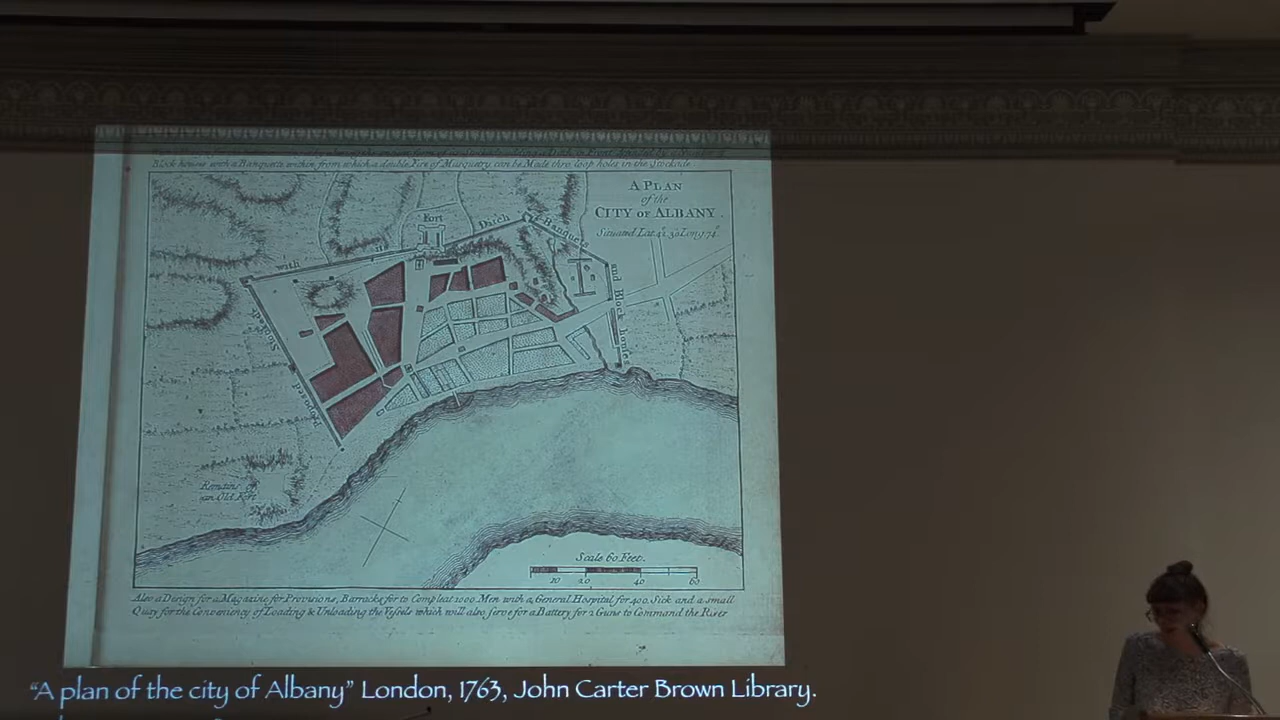 Block houses with a Banquette within from which a double Fire of Musquetry can be Made thro. loop holes in the Stockade
A PLAN
of the
CITY OF ALBANY.
Situated Lat. 42.30 Long. 74°
Fort
Ditch
Banquets
and Block houses
with
Proposed Stockade
Remains of
an Old Fort
Scale 60 Feet.
10 20 40 60
Also a Design for a Magazine for Provisions, Barracks for to Compleat 1000 Men with a General Hospital for 400. Sick and a small
Quay for the Conveniency of Loading & Unloading the Vessels which will also serve for a Battery for 2 Guns to Command the River
"A plan of the city of Albany" London, 1763, John Carter Brown Library.